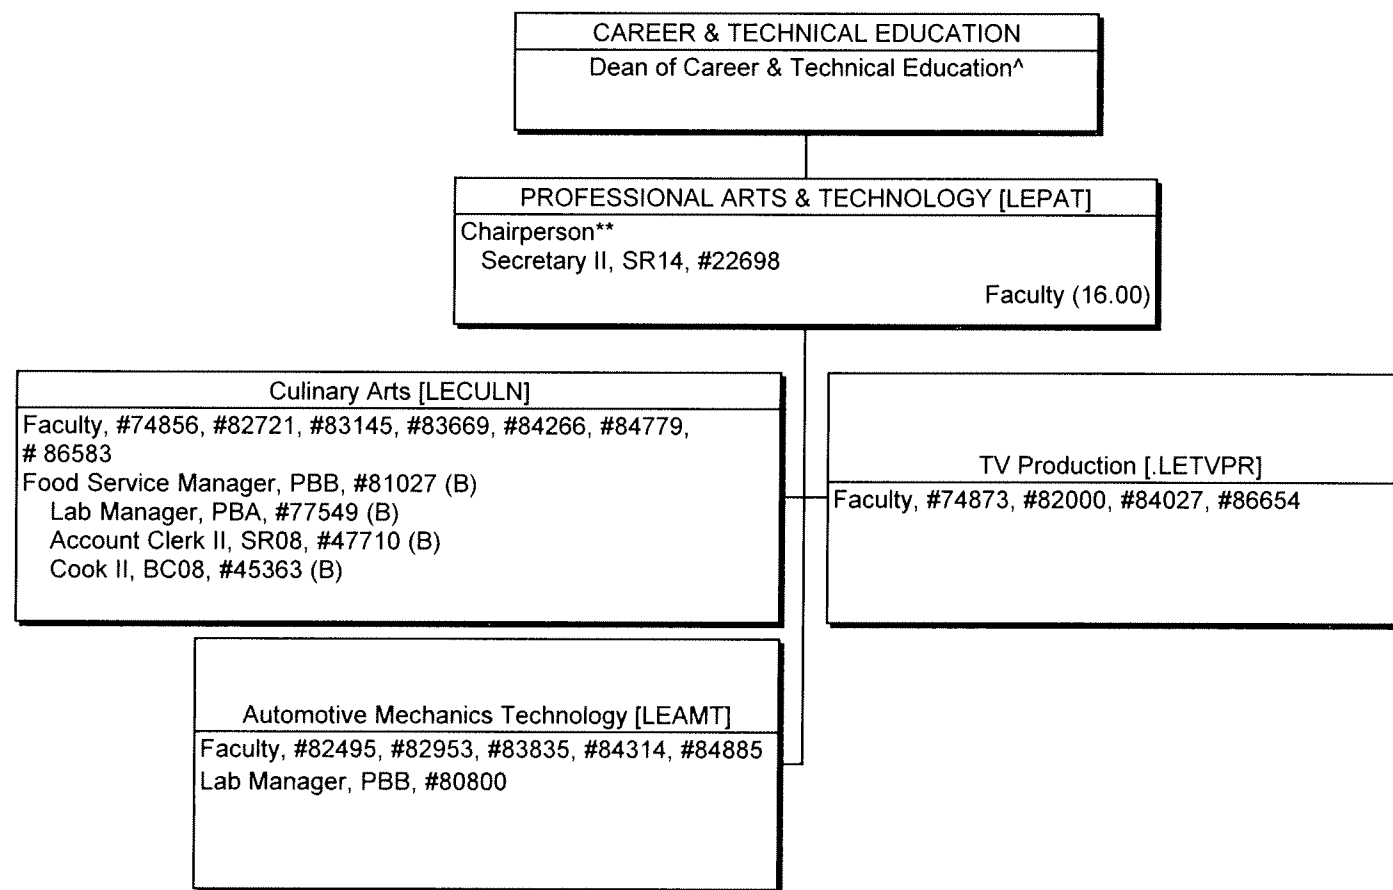 CAREER & TECHNICAL EDUCATION
Dean of Career & Technical Education^
PROFESSIONAL ARTS & TECHNOLOGY [LEPAT]
Chairperson**
Secretary II, SR14, #22698
Faculty (16.00)
Culinary Arts [LECULN]
Faculty, #74856, #82721, #83145, #83669, #84266, #84779,
# 86583
Food Service Manager, PBB, #81027 (B)
Lab Manager, PBA, #77549 (B)
Account Clerk II, SR08, #47710 (B)
Cook II, BC08, #45363 (B)
TV Production [.LETVPR]
Faculty, #74873, #82000, #84027, #86654
Automotive Mechanics Technology [LEAMT]
Faculty, #82495, #82953, #83835, #84314, #84885
Lab Manager, PBB, #80800